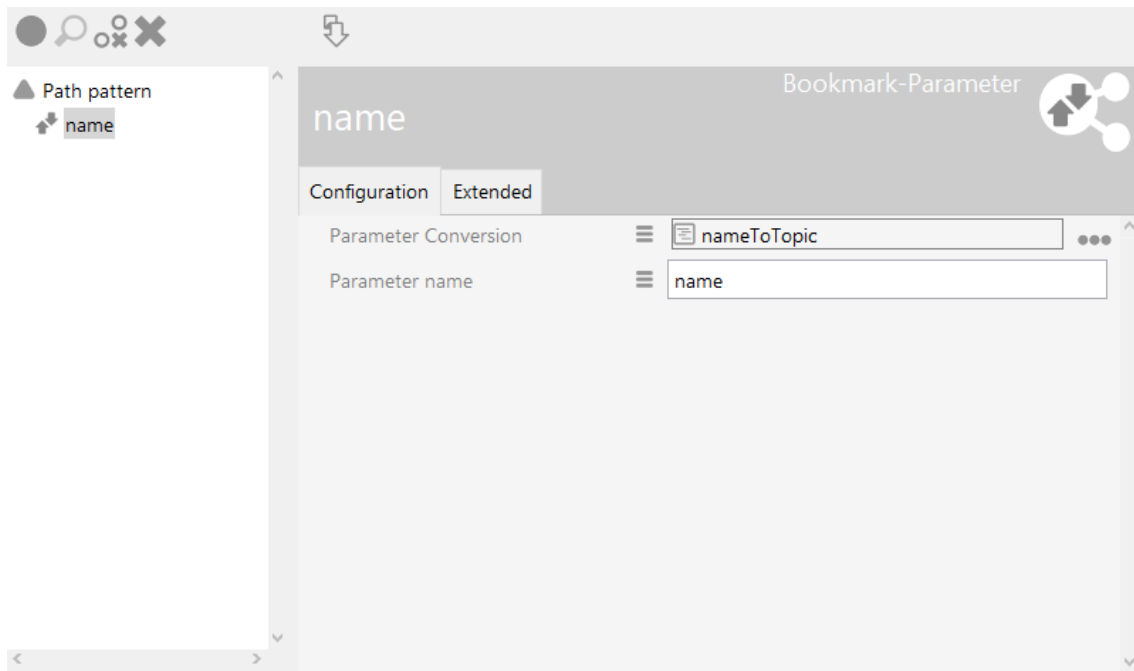 Path pattern
name
Bookmark-Parameter
name
Configuration Extended
Parameter Conversion nameToTopic
Parameter name name